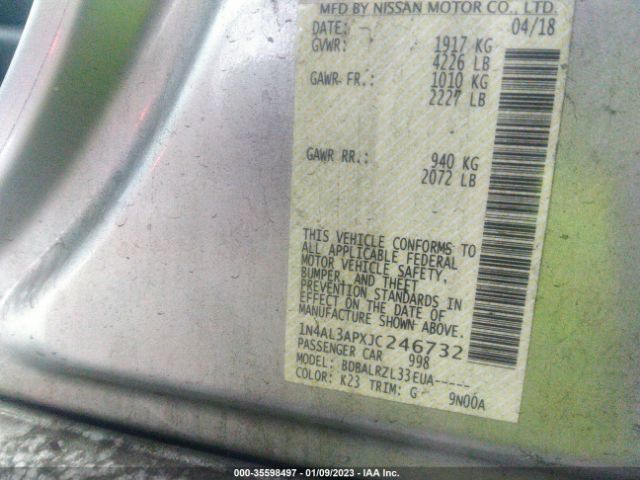 MFD BY NISSAN MOTOR CO., LTD.
DATE: 04/18
GVWR: 1917 KG
4226 LB
GAWR FR.: 1010 KG
2227 LB
GAWR RR.: 940 KG
2072 LB
THIS VEHICLE CONFORMS TO
ALL APPLICABLE FEDERAL
MOTOR VEHICLE SAFETY,
BUMPER, AND THEFT
PREVENTION STANDARDS IN
EFFECT ON THE DATE OF
MANUFACTURE SHOWN ABOVE.
1N4AL3APXJC246732
PASSENGER CAR 998
MODEL: BDBALRZL33EUA-----
COLOR: K23 TRIM: G 9N00A
000-35598497 - 01/09/2023 - IAA Inc.